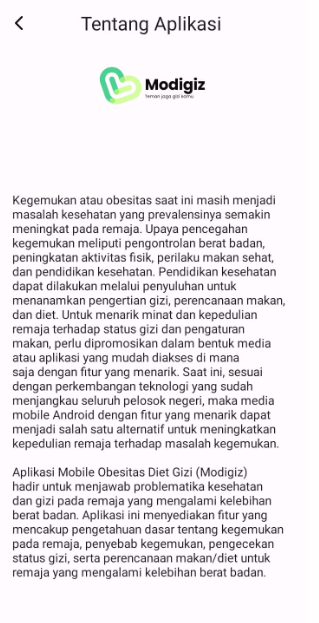 Tentang Aplikasi
Modigiz
Teman jaga gizi kamu
Kegemukan atau obesitas saat ini masih menjadi
masalah kesehatan yang prevalensinya semakin
meningkat pada remaja. Upaya pencegahan
kegemukan meliputi pengontrolan berat badan,
peningkatan aktivitas fisik, perilaku makan sehat,
dan pendidikan kesehatan. Pendidikan kesehatan
dapat dilakukan melalui penyuluhan untuk
menanamkan pengertian gizi, perencanaan makan,
dan diet. Untuk menarik minat dan kepedulian
remaja terhadap status gizi dan pengaturan
makan, perlu dipromosikan dalam bentuk media
atau aplikasi yang mudah diakses di mana
saja dengan fitur yang menarik. Saat ini, sesuai
dengan perkembangan teknologi yang sudah
menjangkau seluruh pelosok negeri, maka media
mobile Android dengan fitur yang menarik dapat
menjadi salah satu alternatif untuk meningkatkan
kepedulian remaja terhadap masalah kegemukan.
Aplikasi Mobile Obesitas Diet Gizi (Modigiz)
hadir untuk menjawab problematika kesehatan
dan gizi pada remaja yang mengalami kelebihan
berat badan. Aplikasi ini menyediakan fitur yang
mencakup pengetahuan dasar tentang kegemukan
pada remaja, penyebab kegemukan, pengecekan
status gizi, serta perencanaan makan/diet untuk
remaja yang mengalami kelebihan berat badan.